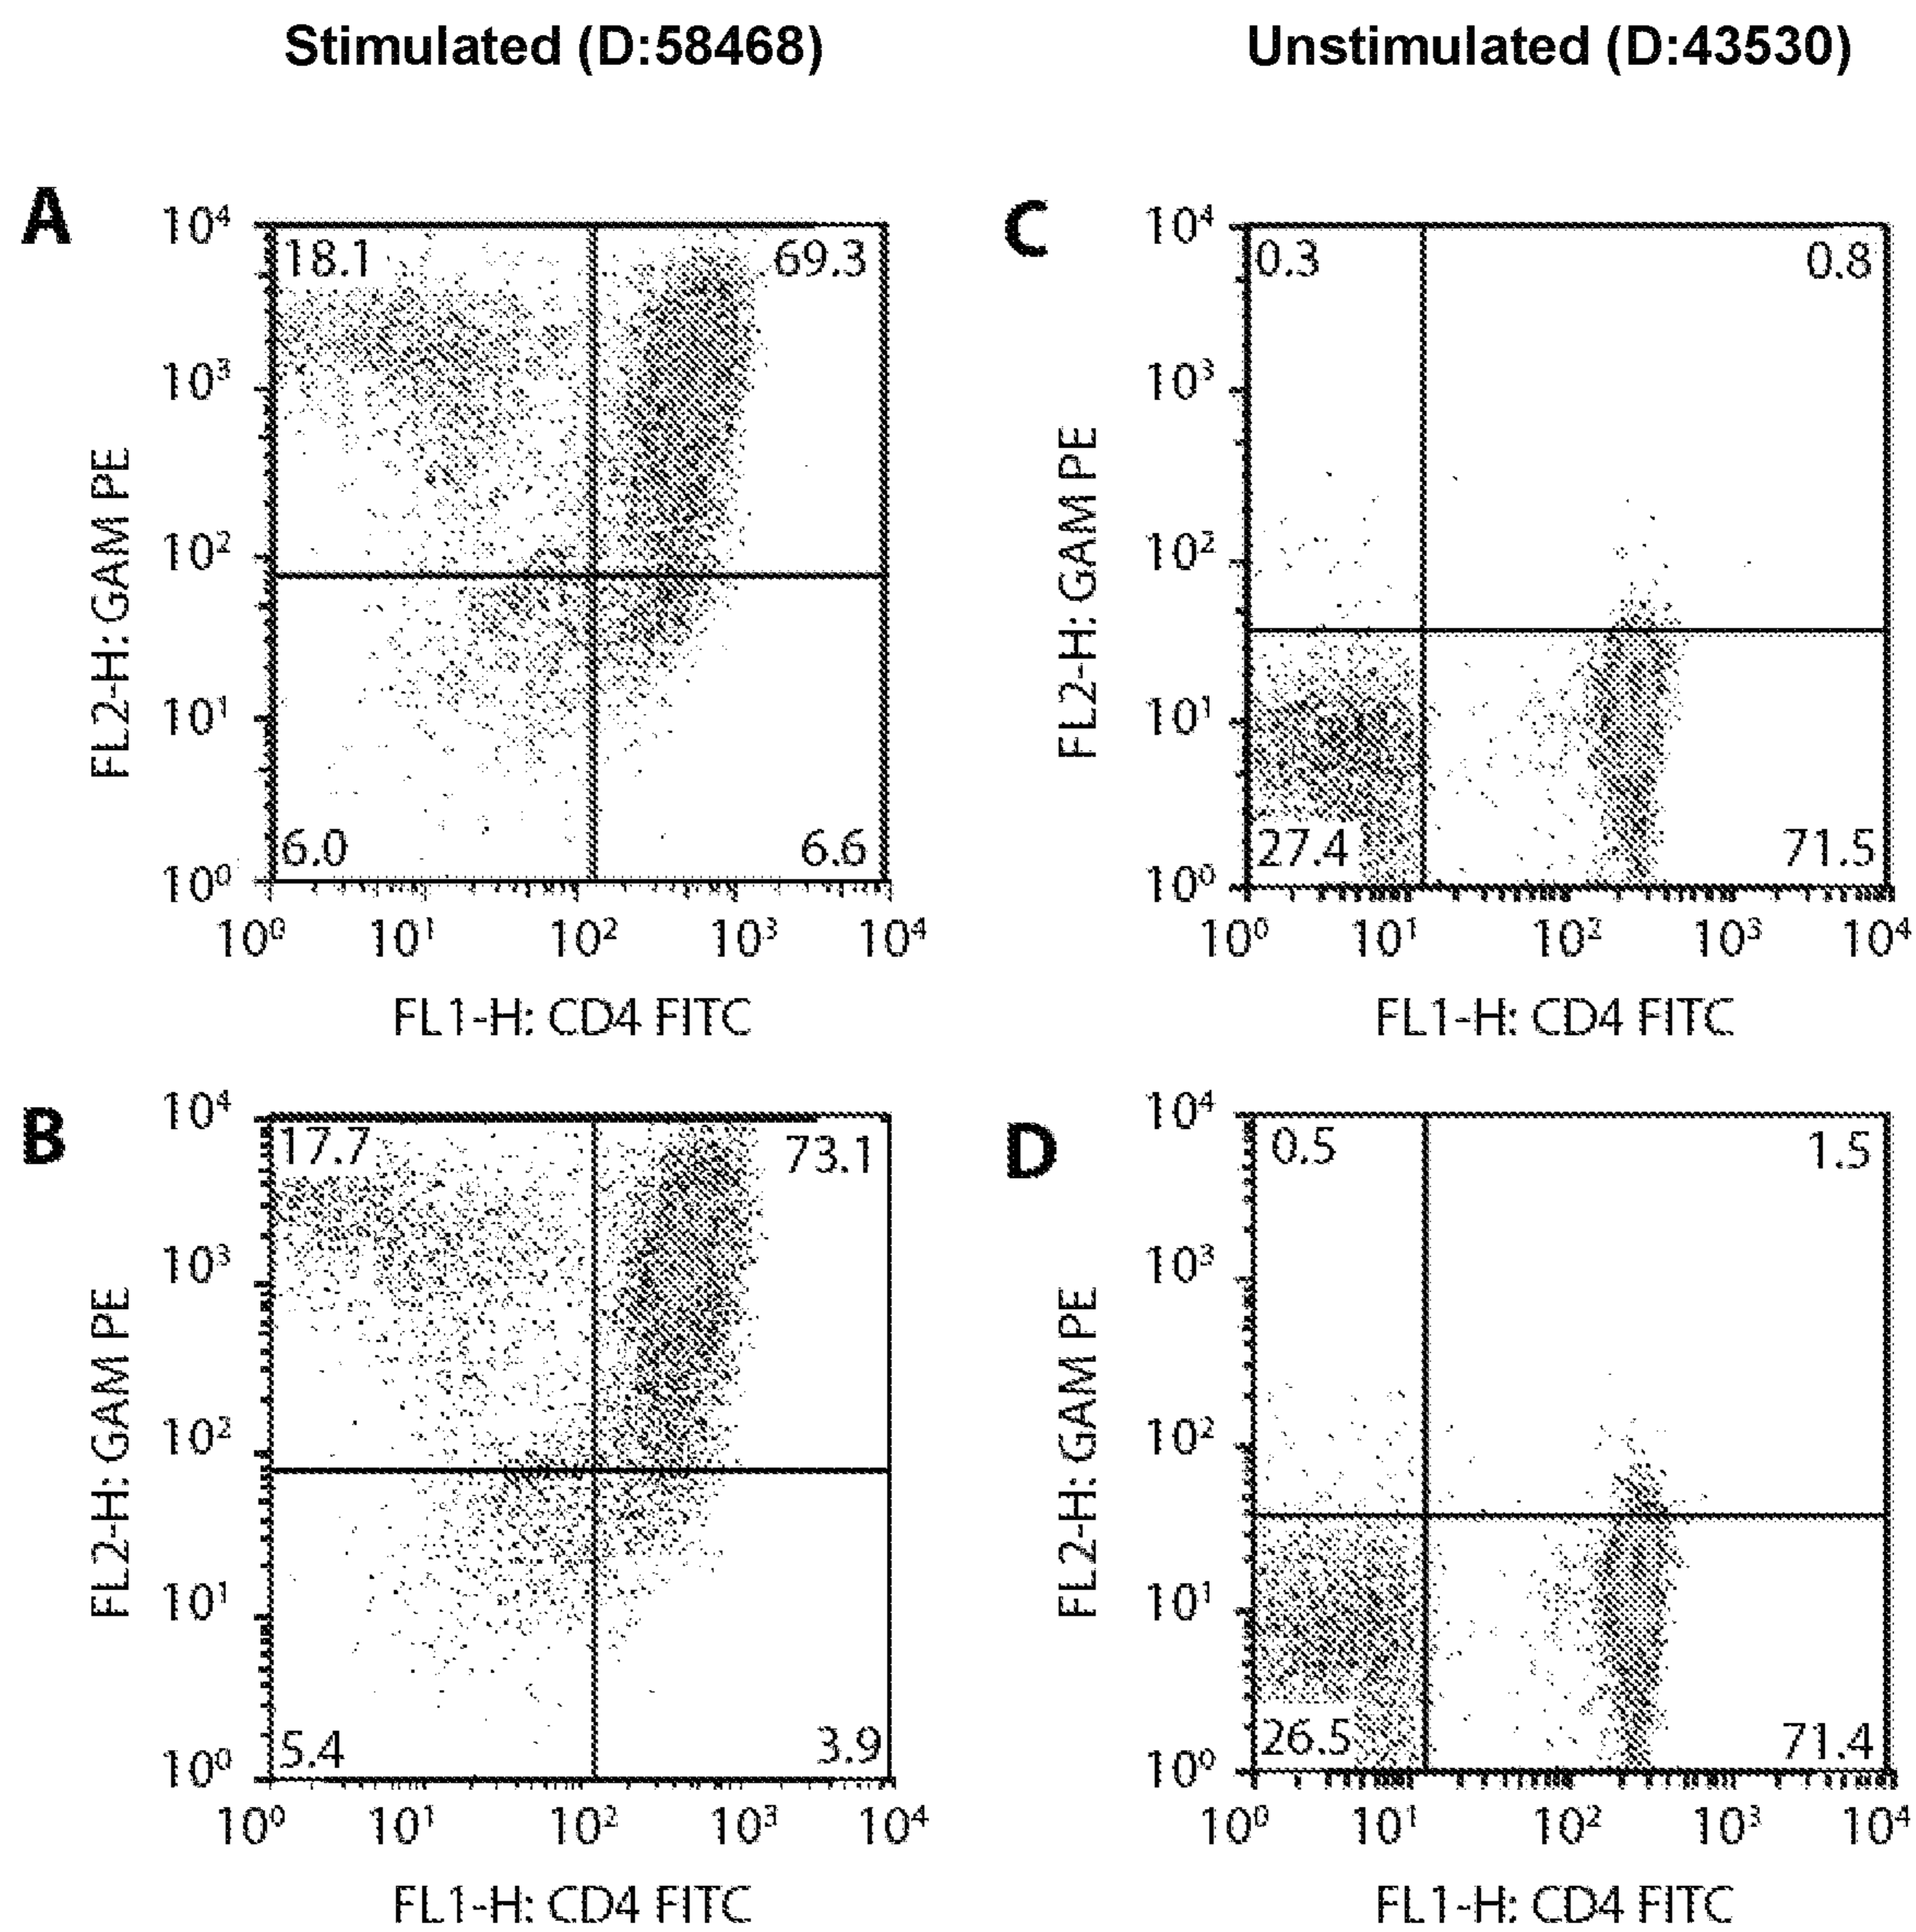 Stimulated (D:58468)
Unstimulated (D:43530)
A
10⁴
10³
10²
10¹
10⁰
FL2-H: GAM PE
18.1
69.3
6.0
6.6
10⁰ 10¹ 10² 10³ 10⁴
FL1-H: CD4 FITC
C
10⁴
10³
10²
10¹
10⁰
FL2-H: GAM PE
0.3
0.8
27.4
71.5
10⁰ 10¹ 10² 10³ 10⁴
FL1-H: CD4 FITC
B
10⁴
10³
10²
10¹
10⁰
FL2-H: GAM PE
17.7
73.1
5.4
3.9
10⁰ 10¹ 10² 10³ 10⁴
FL1-H: CD4 FITC
D
10⁴
10³
10²
10¹
10⁰
FL2-H: GAM PE
0.5
1.5
26.5
71.4
10⁰ 10¹ 10² 10³ 10⁴
FL1-H: CD4 FITC